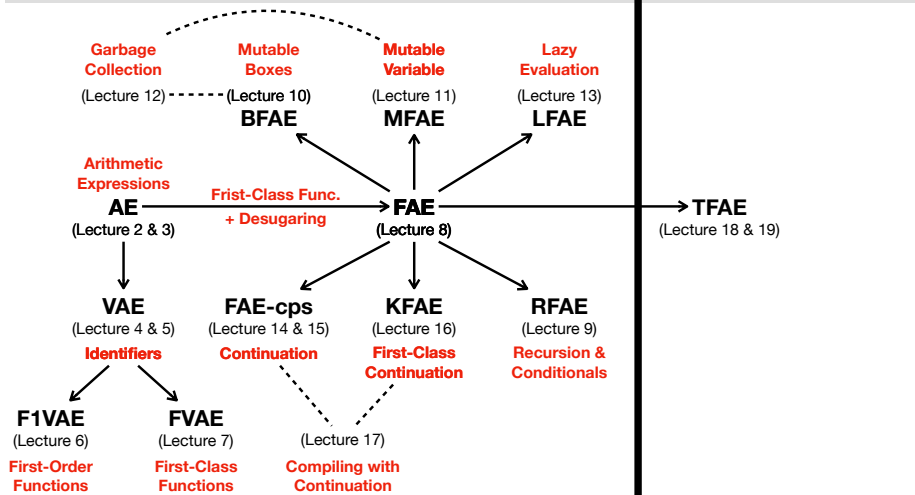 Garbage
Collection
(Lecture 12)
Mutable
Boxes
(Lecture 10)
BFAE
Mutable
Variable
(Lecture 11)
MFAE
Lazy
Evaluation
(Lecture 13)
LFAE
Arithmetic
Expressions
AE
(Lecture 2 & 3)
Frist-Class Func.
+ Desugaring
FAE
(Lecture 8)
TFAE
(Lecture 18 & 19)
VAE
(Lecture 4 & 5)
Identifiers
FAE-cps
(Lecture 14 & 15)
Continuation
KFAE
(Lecture 16)
First-Class
Continuation
RFAE
(Lecture 9)
Recursion &
Conditionals
F1VAE
(Lecture 6)
First-Order
Functions
FVAE
(Lecture 7)
First-Class
Functions
(Lecture 17)
Compiling with
Continuation